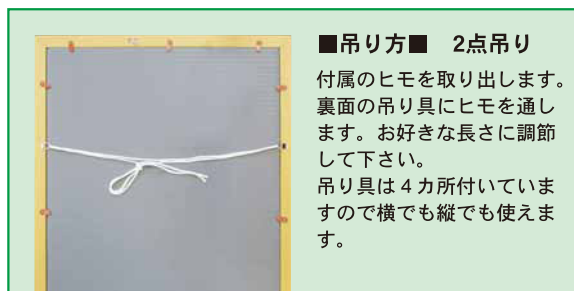 ■吊り方■　2点吊り
付属のヒモを取り出します。
裏面の吊り具にヒモを通し
ます。お好きな長さに調節
して下さい。
吊り具は４カ所付いていま
すので横でも縦でも使えま
す。